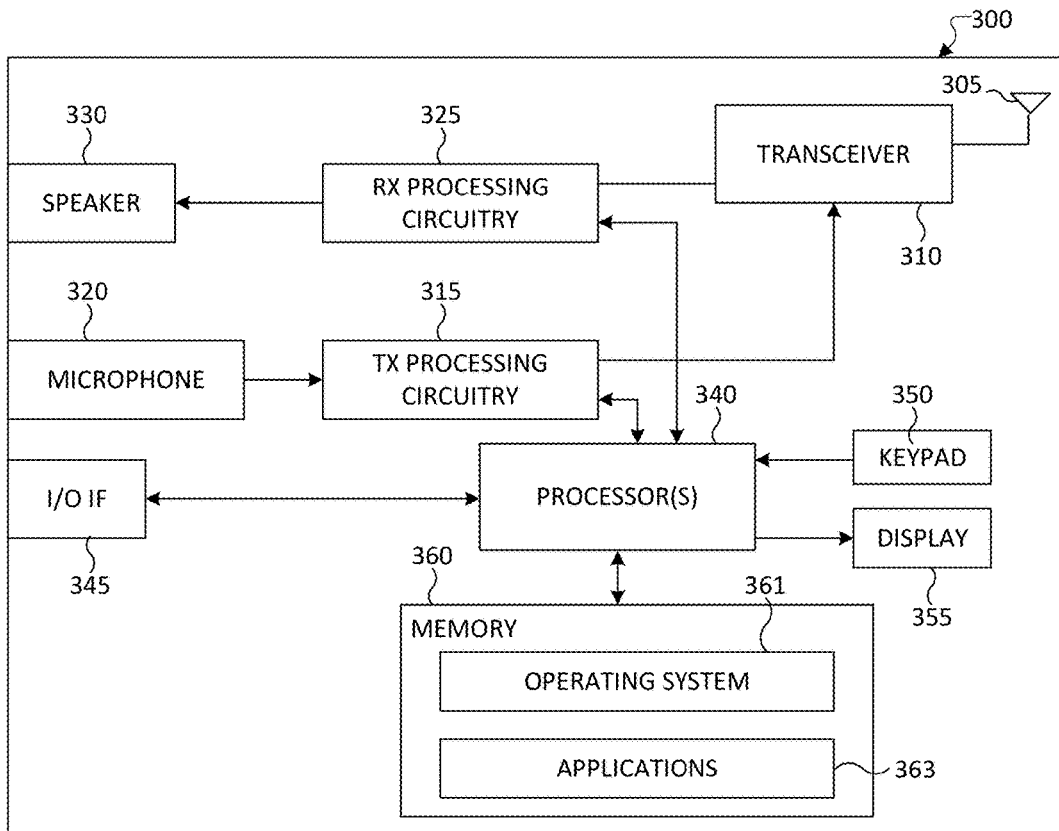 300
305
330
325
TRANSCEIVER
SPEAKER
RX PROCESSING
CIRCUITRY
310
320
315
MICROPHONE
TX PROCESSING
CIRCUITRY
340
350
KEYPAD
I/O IF
PROCESSOR(S)
DISPLAY
345
360
361
355
MEMORY
OPERATING SYSTEM
APPLICATIONS
363